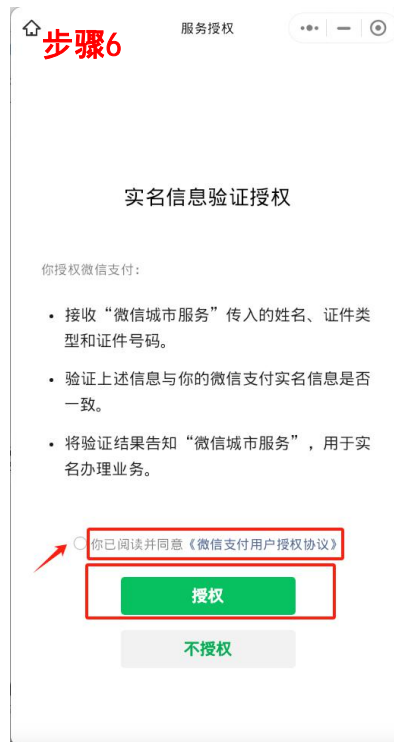 服务授权
步骤6
实名信息验证授权
你授权微信支付：
• 接收“微信城市服务”传入的姓名、证件类
型和证件号码。
• 验证上述信息与你的微信支付实名信息是否
一致。
• 将验证结果告知“微信城市服务”，用于实
名办理业务。
你已阅读并同意《微信支付用户授权协议》
授权
不授权